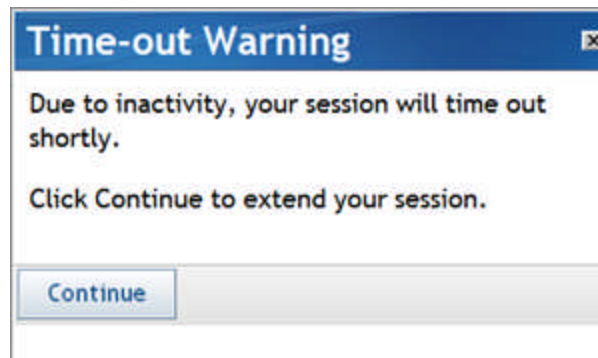 Time-out Warning
Due to inactivity, your session will time out
shortly.
Click Continue to extend your session.
Continue